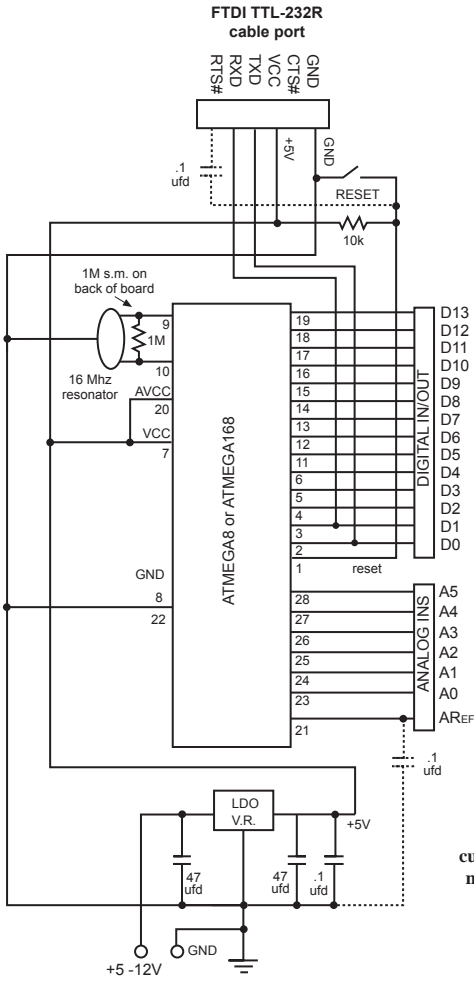 FTDI TTL-232R
cable port
RTS#
RXD
TXD
VCC
CTS#
GND
+5V
GND
.1
ufd
RESET
10k
1M s.m. on
back of board
9
1M
10
16 Mhz
resonator
AVCC
20
VCC
7
GND
8
22
ATMEGA8 or ATMEGA168
19
18
17
16
15
14
13
12
11
6
5
4
3
2
1
reset
D13
D12
D11
D10
D9
D8
D7
D6
D5
D4
D3
D2
D1
D0
DIGITAL IN/OUT
28
27
26
25
24
23
21
A5
A4
A3
A2
A1
A0
AREF
ANALOG INS
.1
ufd
LDO
V.R.
+5V
47
ufd
47
ufd
.1
ufd
+5 -12V
GND
cu
n